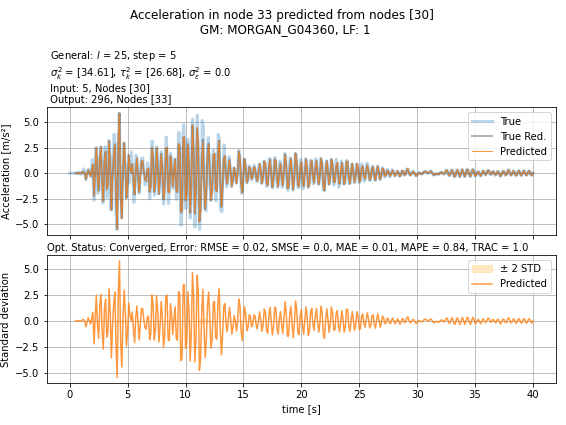 Acceleration in node 33 predicted from nodes [30]
GM: MORGAN_G04360, LF: 1
General: l = 25, step = 5
σ²ₖ = [34.61], τ²ₖ = [26.68], σ²ₑ = 0.0
Input: 5, Nodes [30]
Output: 296, Nodes [33]
Acceleration [m/s²]
5.0
2.5
0.0
−2.5
−5.0
True
True Red.
Predicted
Opt. Status: Converged, Error: RMSE = 0.02, SMSE = 0.0, MAE = 0.01, MAPE = 0.84, TRAC = 1.0
Standard deviation
5.0
2.5
0.0
−2.5
−5.0
± 2 STD
Predicted
0 5 10 15 20 25 30 35 40
time [s]